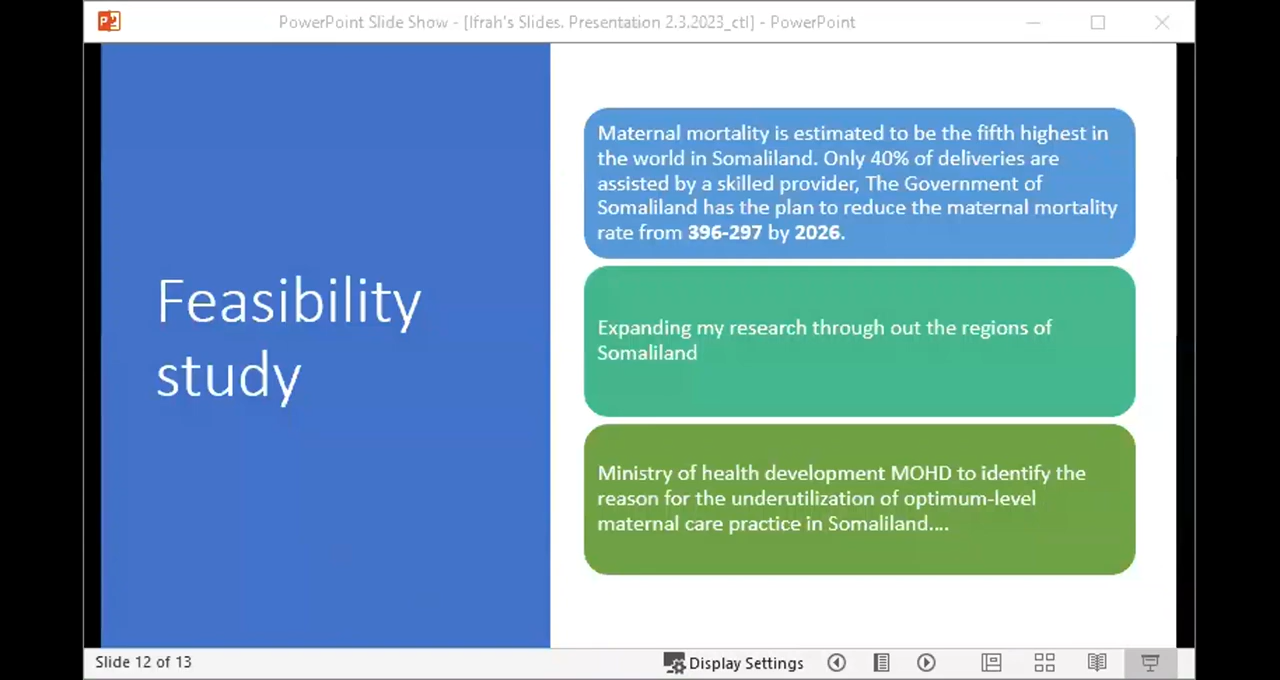 PowerPoint Slide Show - [Ifrah's Slides. Presentation 2.3.2023_ctl] - PowerPoint
Feasibility
study
Maternal mortality is estimated to be the fifth highest in
the world in Somaliland. Only 40% of deliveries are
assisted by a skilled provider, The Government of
Somaliland has the plan to reduce the maternal mortality
rate from 396-297 by 2026.
Expanding my research through out the regions of
Somaliland
Ministry of health development MOHD to identify the
reason for the underutilization of optimum-level
maternal care practice in Somaliland....
Slide 12 of 13
Display Settings